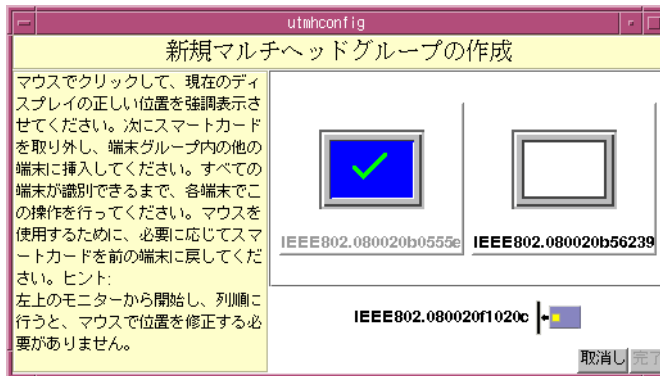 utmhconfig
新規マルチヘッドグループの作成
マウスでクリックして、現在のディ
スプレイの正しい位置を強調表示さ
せてください。次にスマートカード
を取り外し、端末グループ内の他の
端末に挿入してください。すべての
端末が識別できるまで、各端末でこ
の操作を行ってください。マウスを
使用するために、必要に応じてスマ
ートカードを前の端末に戻してくだ
さい。ヒント:
左上のモニターから開始し、列順に
行うと、マウスで位置を修正する必
要がありません。
IEEE802.080020b0555e
IEEE802.080020b56239
IEEE802.080020f1020c
取消し
完了